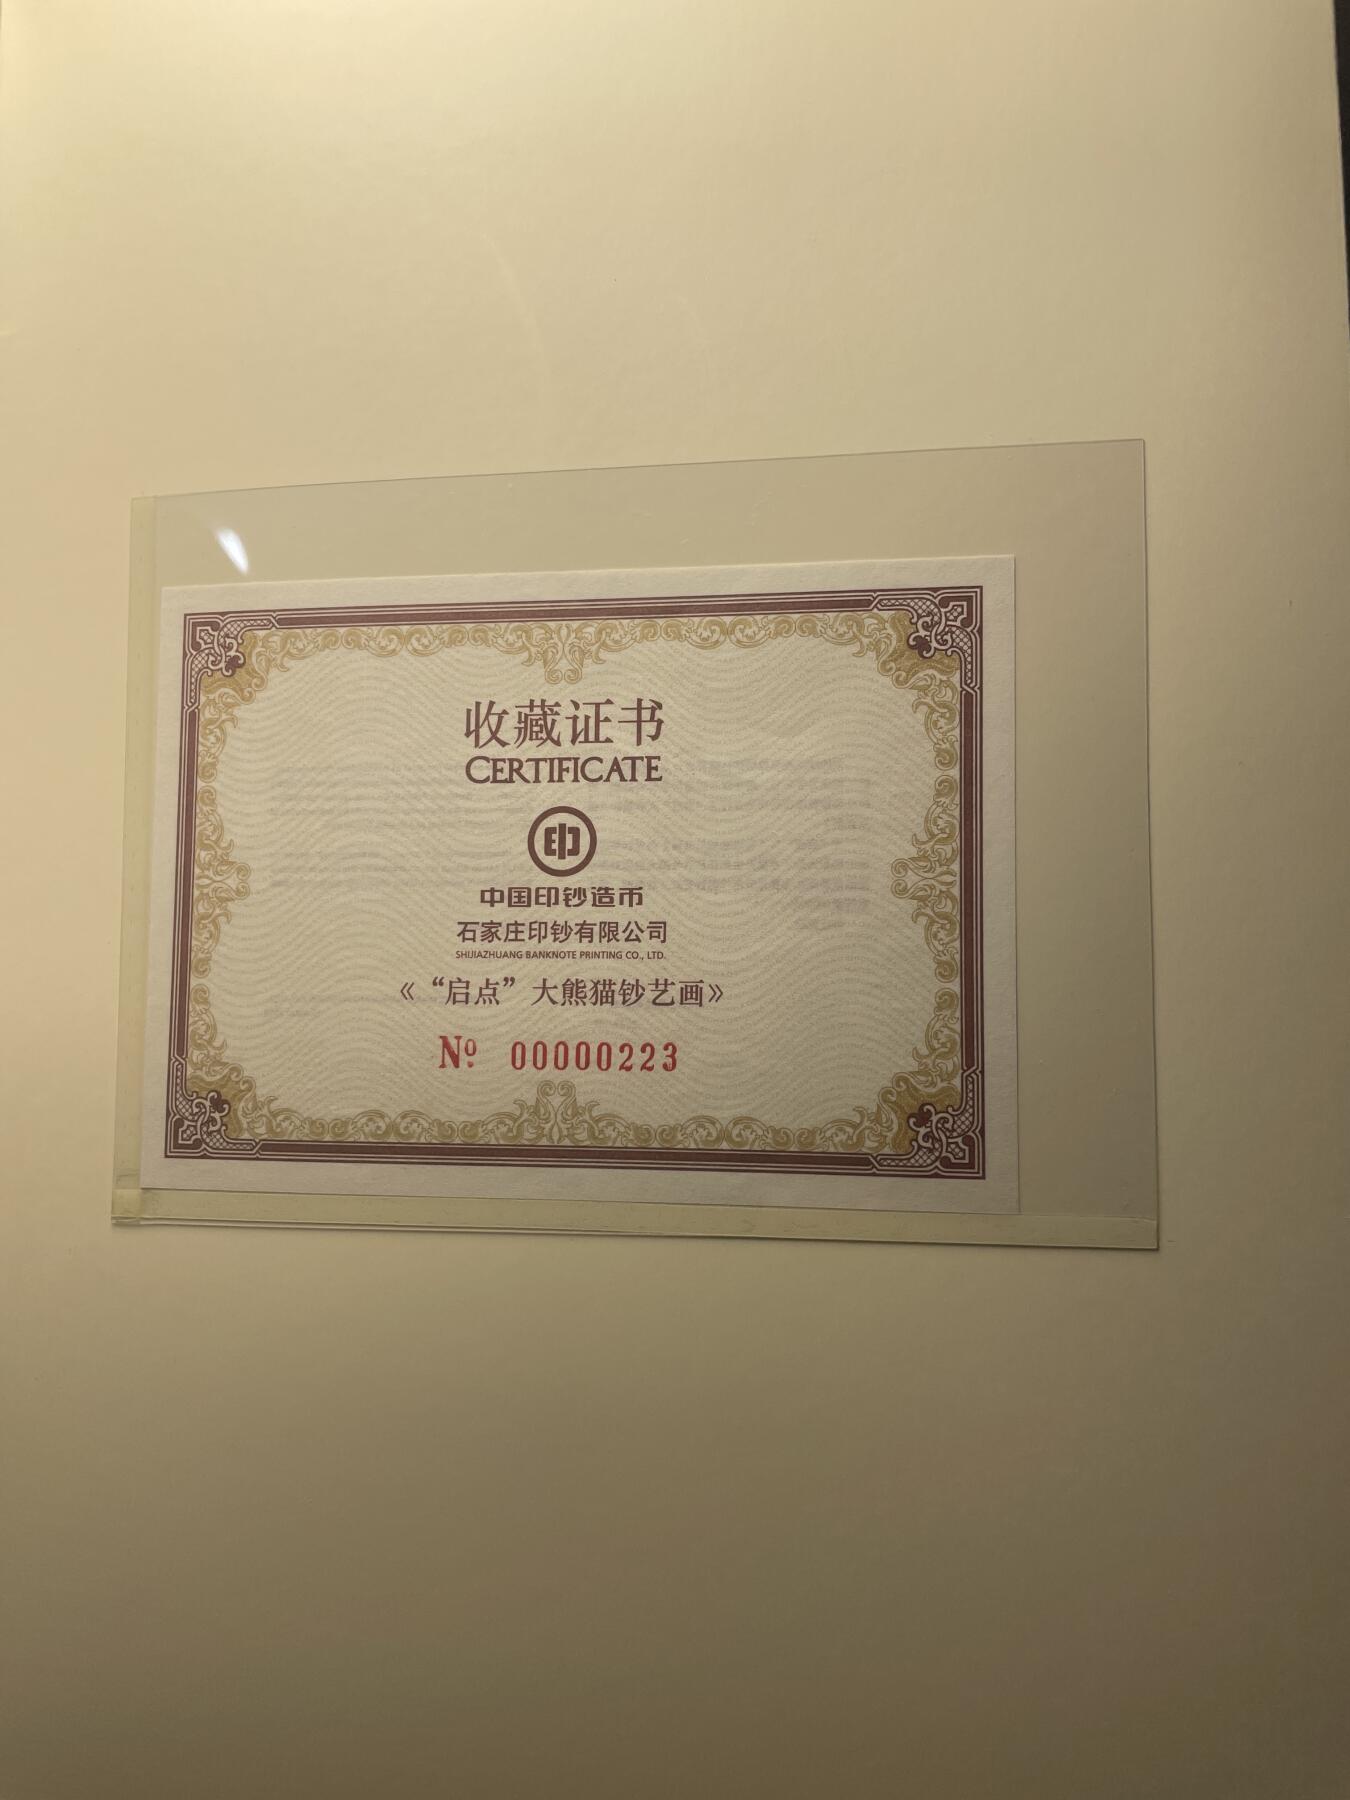 收藏证书
CERTIFICATE
印
中国印钞造币
石家庄印钞有限公司
SHIJIAZHUANG BANKNOTE PRINTING CO., LTD.
《“启点”大熊猫钞艺画》
Nº 00000223